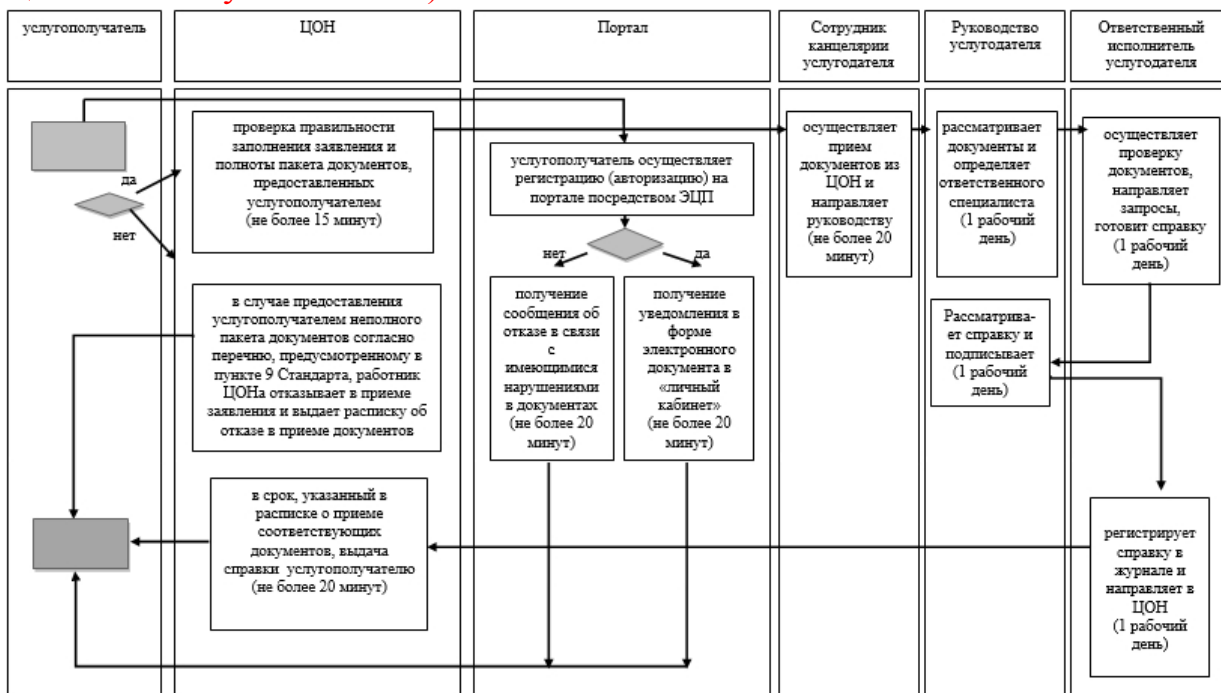 услугополучатель
ЦОН
Портал
Сотрудник
канцелярии
услугодателя
Руководство
услугодателя
Ответственный
исполнитель
услугодателя
да
нет
проверка правильности
заполнения заявления и
полноты пакета документов,
предоставленных
услугополучателем
(не более 15 минут)
в случае предоставления
услугополучателем неполного
пакета документов согласно
перечню, предусмотренному в
пункте 9 Стандарта, работник
ЦОНа отказывает в приеме
заявления и выдает расписку об
отказе в приеме документов
в срок, указанный в
расписке о приеме
соответствующих
документов, выдача
справки услугополучателю
(не более 20 минут)
услугополучатель осуществляет
регистрацию (авторизацию) на
портале посредством ЭЦП
нет
да
получение
сообщения об
отказе в связи
с
имеющимися
нарушениями
в документах
(не более 20
минут)
получение
уведомления в
форме
электронного
документа в
«личный
кабинет»
(не более 20
минут)
осуществляет
прием
документов из
ЦОН и
направляет
руководству
(не более 20
минут)
рассматривает
документы и
определяет
ответственного
специалиста
(1 рабочий
день)
Рассматрива-
ет справку и
подписывает
(1 рабочий
день)
осуществляет
проверку
документов,
направляет
запросы,
готовит справку
(1 рабочий
день)
регистрирует
справку в
журнале и
направляет в
ЦОН
(1 рабочий
день)